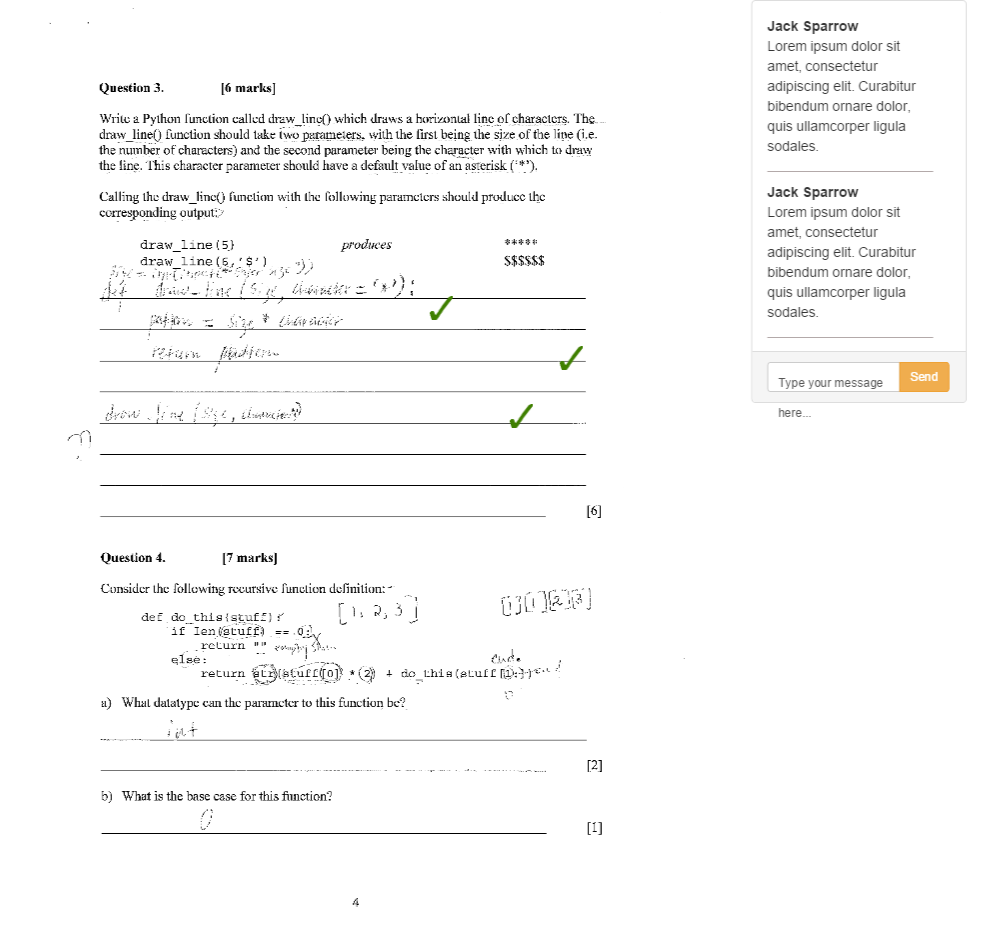 Question 3. [6 marks]
Write a Python function called draw_line() which draws a horizontal line of characters. The
draw_line() function should take two parameters, with the first being the size of the line (i.e.
the number of characters) and the second parameter being the character with which to draw
the line. This character parameter should have a default value of an asterisk ('*').
Calling the draw_line() function with the following parameters should produce the
corresponding output:
draw_line(5) produces *****
draw_line(6,'$') $$$$$$
def draw_line (size, character = '*'):
pattern = size * character
return pattern
draw_line (size, character)
[6]
Question 4. [7 marks]
Consider the following recursive function definition:
[1, 2, 3]
[1][1][2][3]
def do_this(stuff):
if len(stuff) == 0:
return "" empty
else:
return str(stuff[0] * 2) + do_this(stuff[1:])
a) What datatype can the parameter to this function be?
int
[2]
b) What is the base case for this function?
0
[1]
4
Jack Sparrow
Lorem ipsum dolor sit
amet, consectetur
adipiscing elit. Curabitur
bibendum ornare dolor,
quis ullamcorper ligula
sodales.
Jack Sparrow
Lorem ipsum dolor sit
amet, consectetur
adipiscing elit. Curabitur
bibendum ornare dolor,
quis ullamcorper ligula
sodales.
Type your message Send
here...